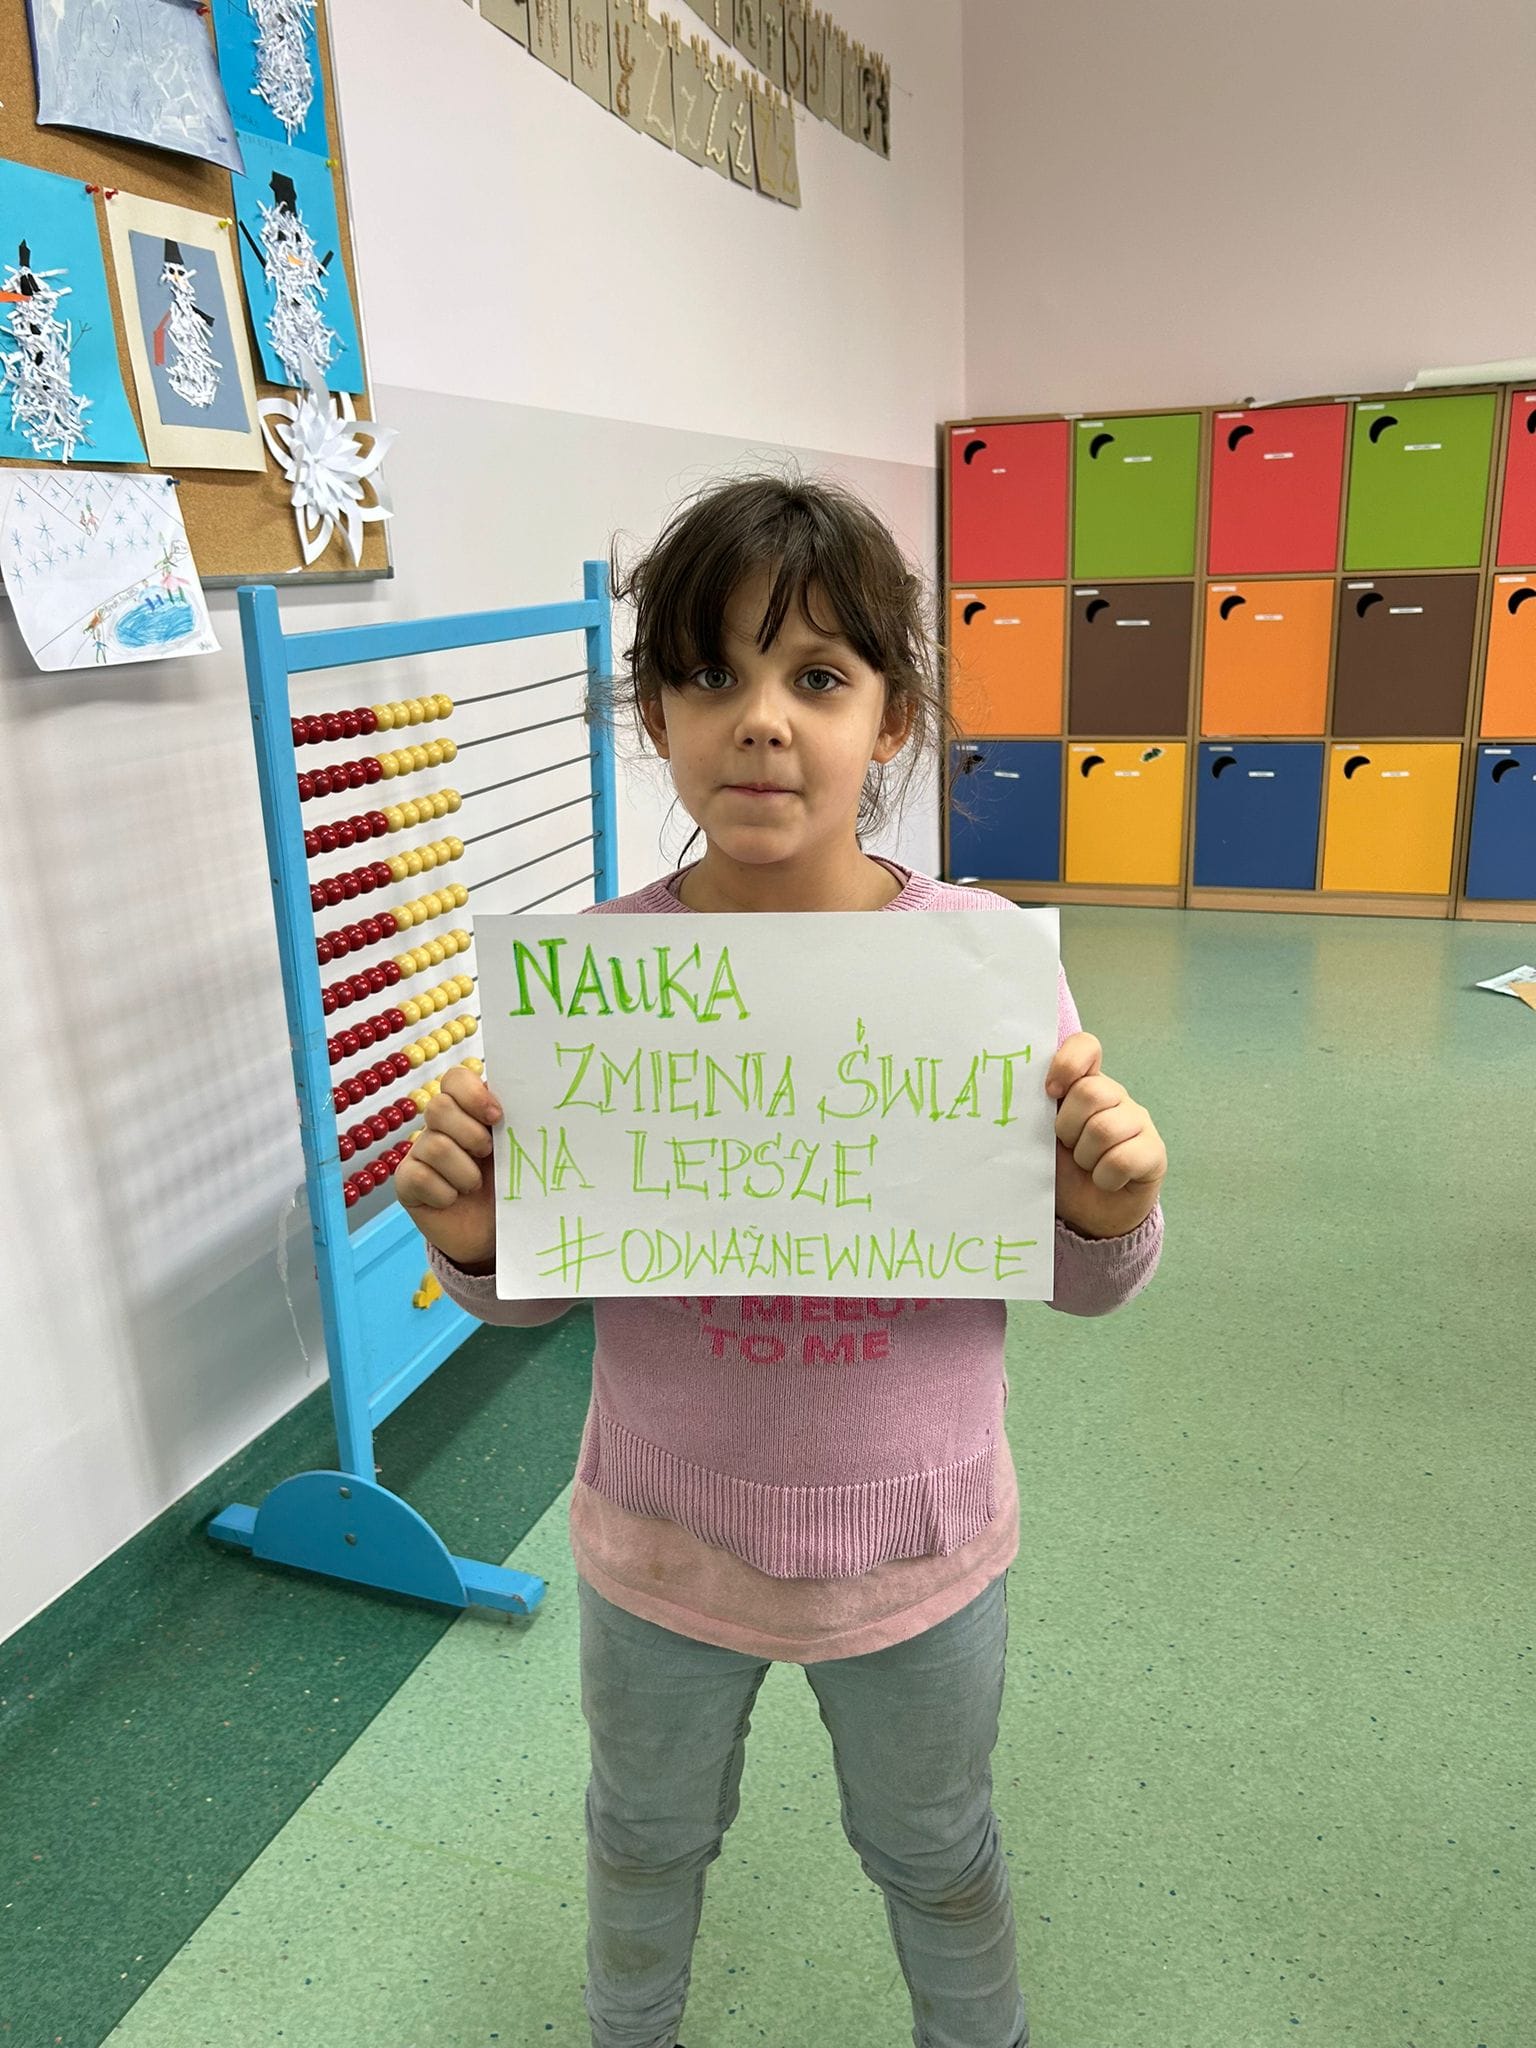 NAUKA
ZMIENIA ŚWIAT
NA LEPSZE
#ODWAŻNEWNAUCE
TO ME